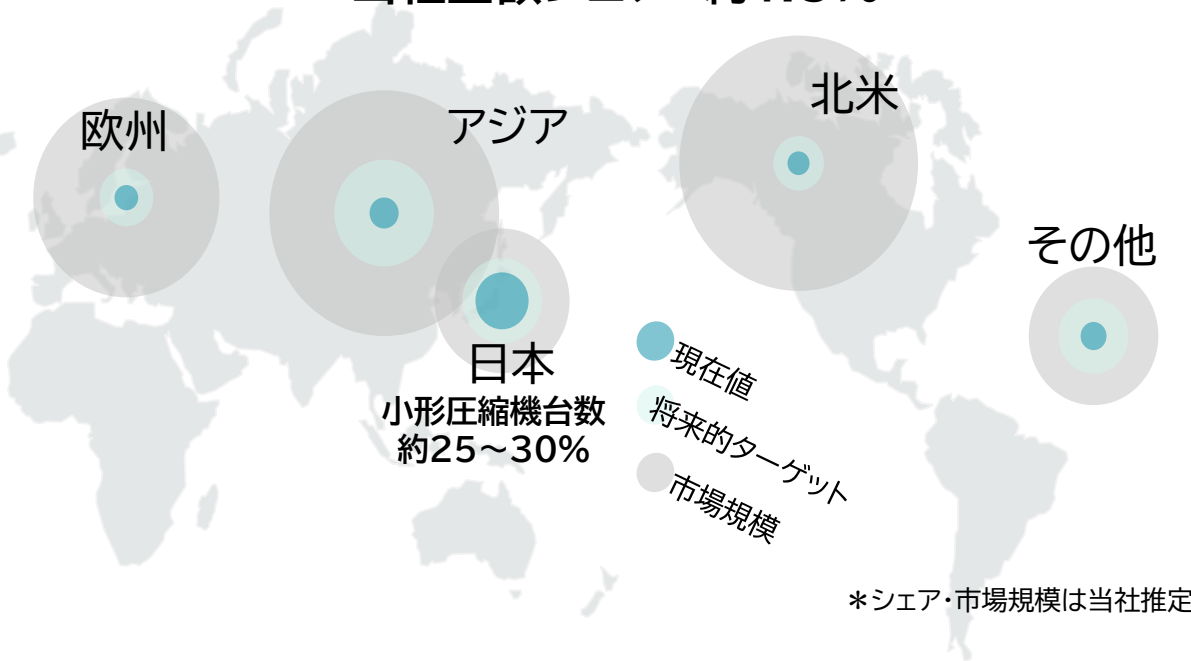 欧州
アジア
北米
その他
日本
小形圧縮機台数
約25~30%
現在値
将来的ターゲット
市場規模
*シェア・市場規模は当社推定